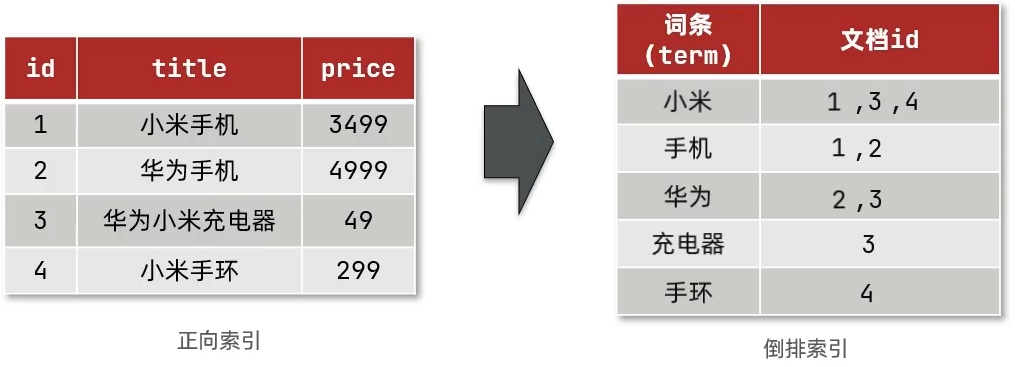 id title price
1 小米手机 3499
2 华为手机 4999
3 华为小米充电器 49
4 小米手环 299
正向索引
词条
(term) 文档id
小米 1 ,3 ,4
手机 1 ,2
华为 2 ,3
充电器 3
手环 4
倒排索引